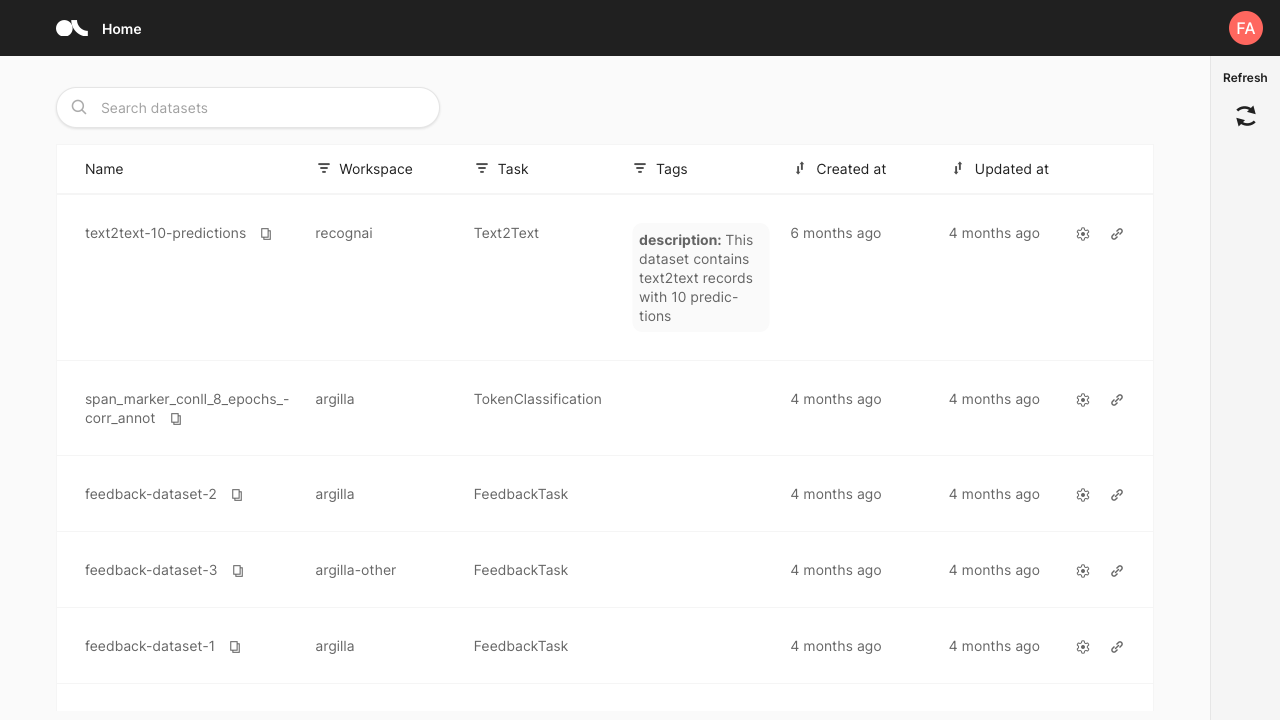 Home
FA
Refresh
Search datasets
Name Workspace Task Tags Created at Updated at
text2text-10-predictions recognai Text2Text 6 months ago 4 months ago
description: This
dataset contains
text2text records
with 10 predic-
tions
span_marker_conll_8_epochs_- argilla TokenClassification 4 months ago 4 months ago
corr_annot
feedback-dataset-2 argilla FeedbackTask 4 months ago 4 months ago
feedback-dataset-3 argilla-other FeedbackTask 4 months ago 4 months ago
feedback-dataset-1 argilla FeedbackTask 4 months ago 4 months ago